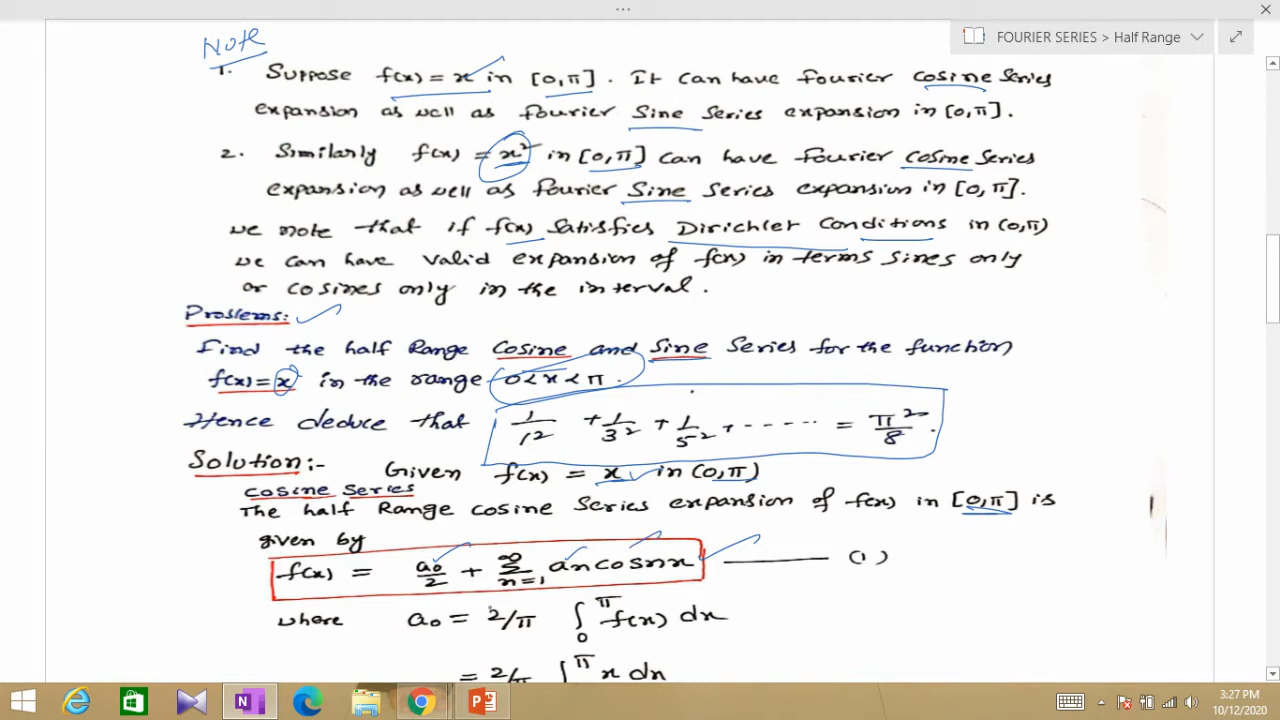 FOURIER SERIES > Half Range
Note
1. Suppose f(x) = x in [0,π]. It can have fourier cosine series
expansion as well as fourier Sine series expansion in [0,π].
2. Similarly f(x) = x² in [0,π] can have fourier cosine series
expansion as well as fourier Sine series expansion in [0,π].
we note that if f(x) satisfies Dirichlet Conditions in (0,π)
we can have valid expansion of f(x) in terms sines only
or cosines only in the interval.
Problems:
Find the half Range Cosine and Sine Series for the function
f(x) = x in the range 0<x<π.
Hence deduce that 1/1² + 1/3² + 1/5² + ------ = π²/8.
Solution:- Given f(x) = x in (0,π)
Cosine Series
The half Range cosine series expansion of f(x) in [0,π] is
given by
f(x) = a₀/2 + ∑ₙ₌₁^∞ an cosnx ——— (1)
where a₀ = 2/π ∫₀^π f(x) dx
= 2/π ∫^π x dx
3:27 PM
10/12/2020